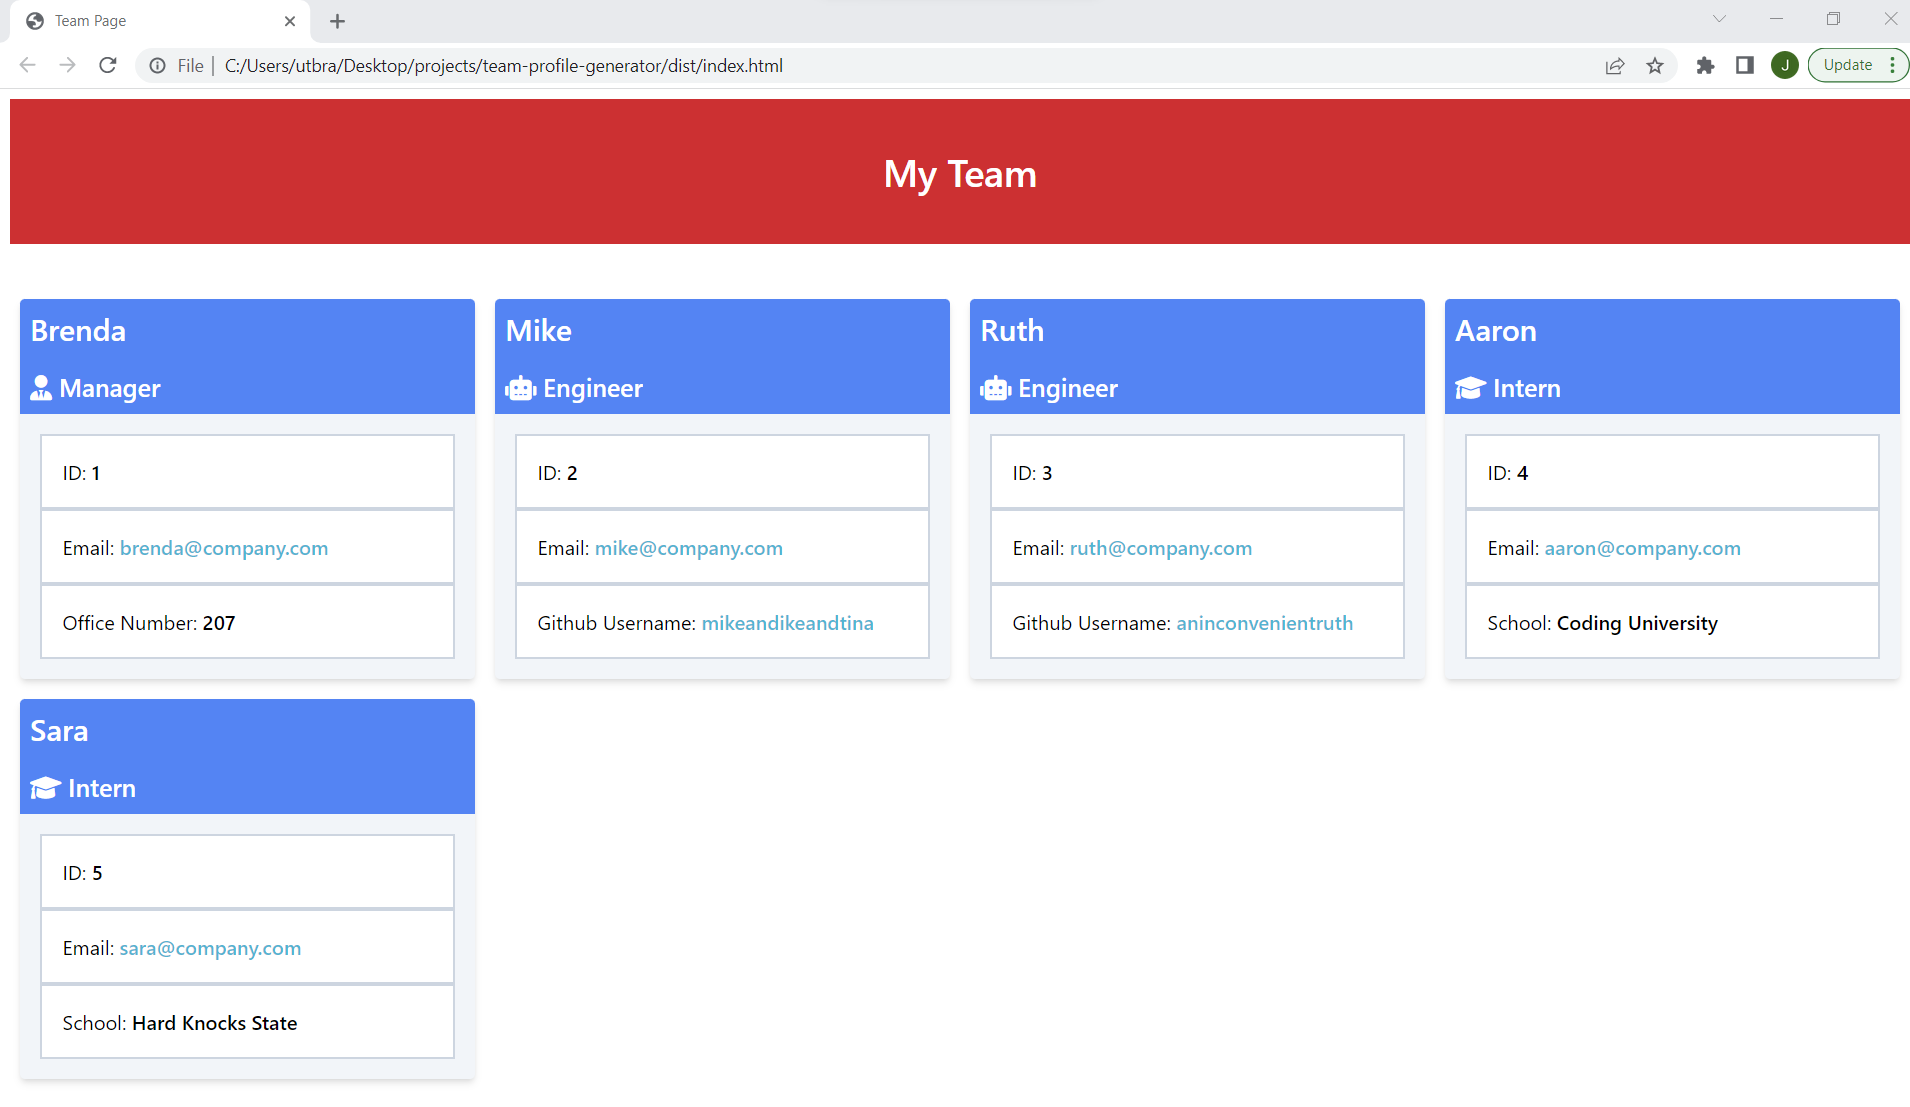 Team Page
File | C:/Users/utbra/Desktop/projects/team-profile-generator/dist/index.html
J
Update
My Team
Brenda
Manager
ID: 1
Email: brenda@company.com
Office Number: 207
Mike
Engineer
ID: 2
Email: mike@company.com
Github Username: mikeandikeandtina
Ruth
Engineer
ID: 3
Email: ruth@company.com
Github Username: aninconvenientruth
Aaron
Intern
ID: 4
Email: aaron@company.com
School: Coding University
Sara
Intern
ID: 5
Email: sara@company.com
School: Hard Knocks State